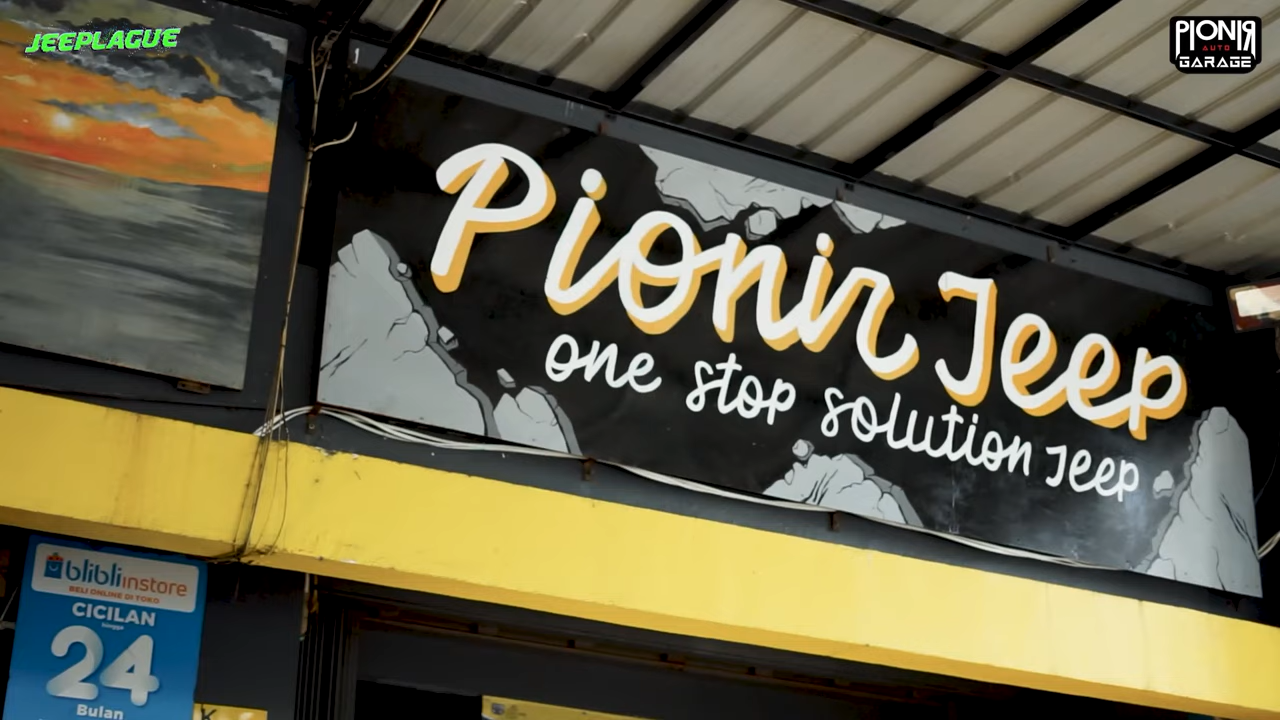 JEEPLAGUE
PIONIR
AUTO
GARAGE
Pionir Jeep
one stop solution Jeep
blibli instore
BELI ONLINE DI TOKO
CICILAN
hingga
24
Bulan
K